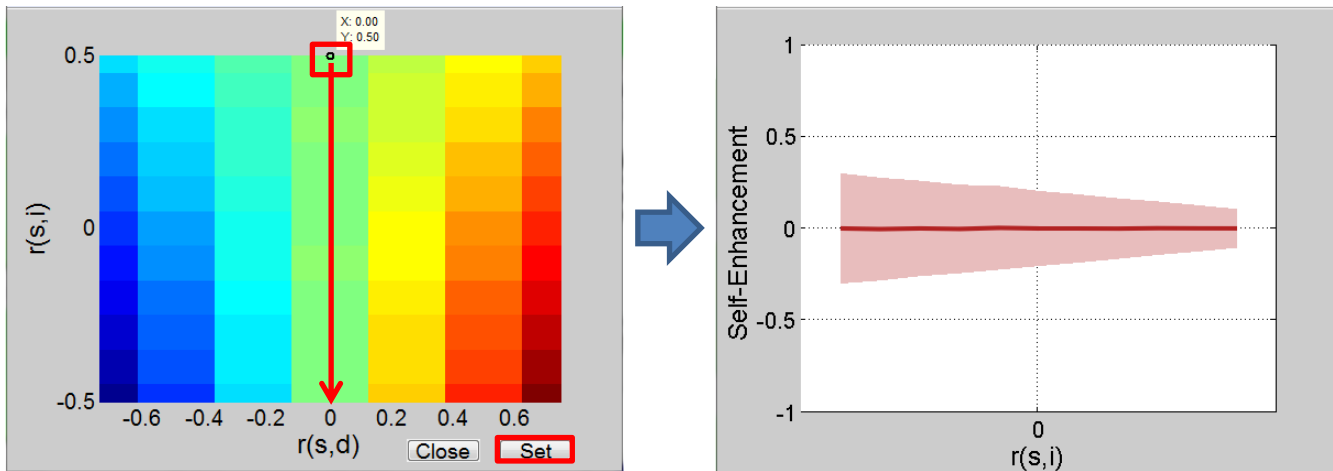 X: 0.00
Y: 0.50
0.5
0
-0.5
r(s,i)
-0.6 -0.4 -0.2 0 0.2 0.4 0.6
r(s,d)
Close Set
1
0.5
0
-0.5
-1
Self-Enhancement
0
r(s,i)